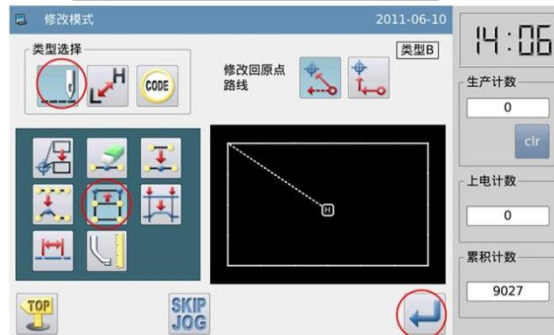 修改模式
2011-06-10
类型选择
H
L
CODE
修改回原点
路线
类型B
H
TOP
SKIP
JOG
14:06
生产计数
0
clr
上电计数
0
累积计数
9027